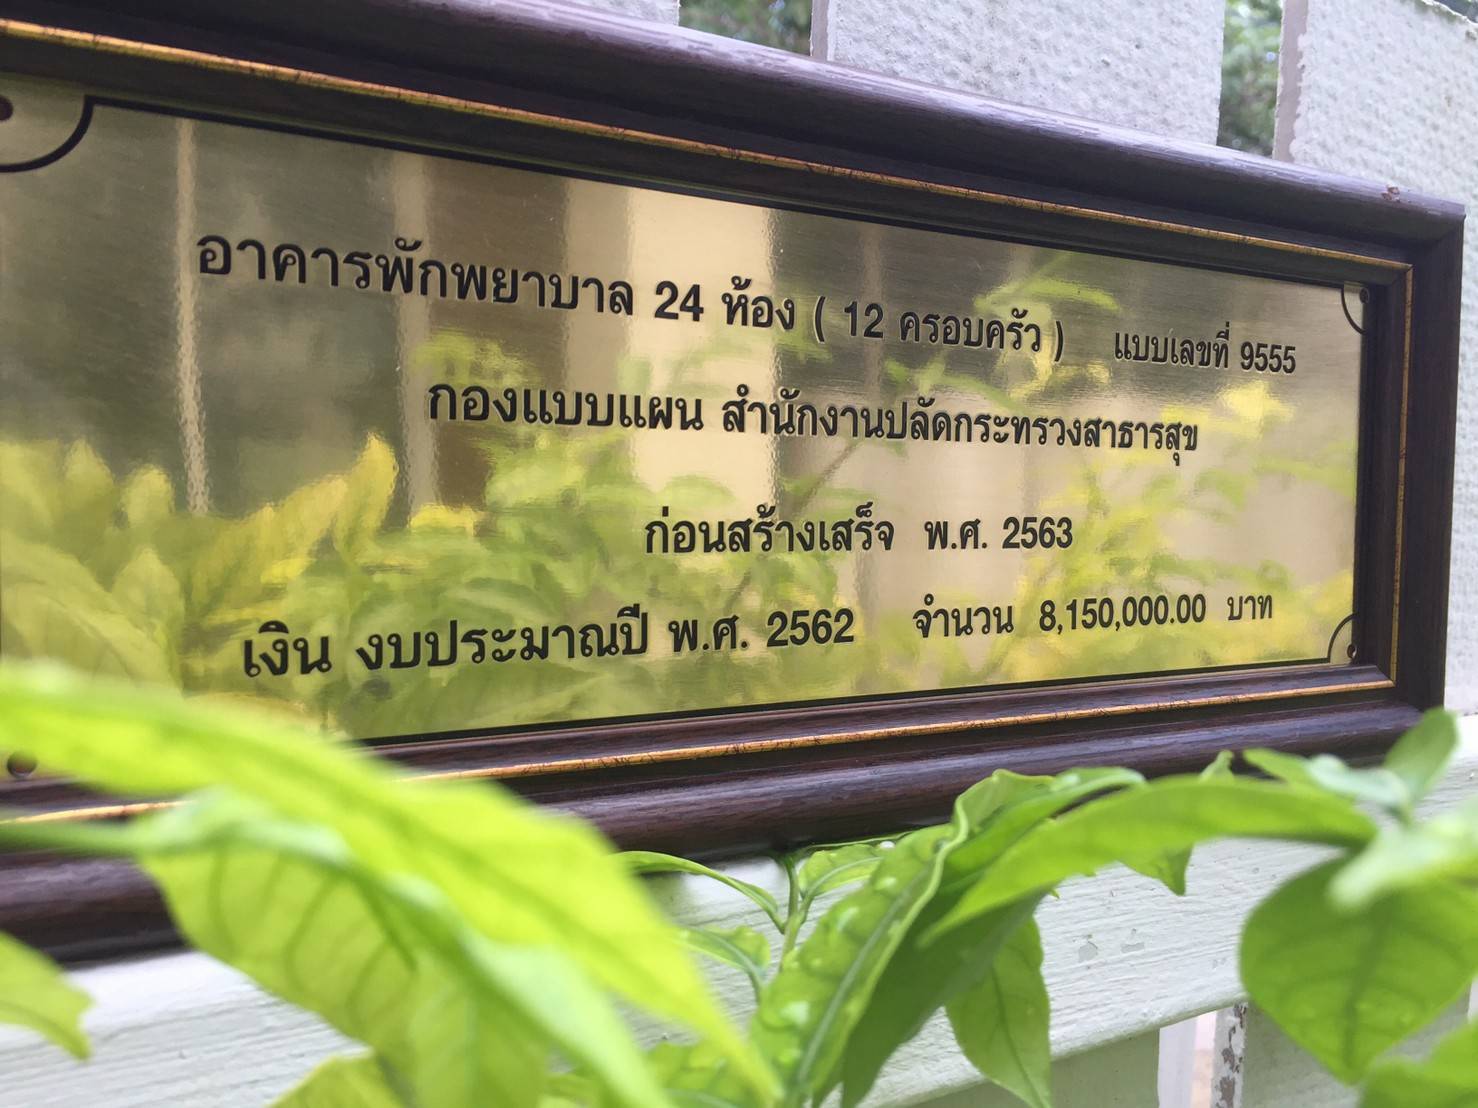 อาคารพักพยาบาล 24 ห้อง ( 12 ครอบครัว ) แบบเลขที่ 9555
กองแบบแผน สำนักงานปลัดกระทรวงสาธารสุข
ก่อนสร้างเสร็จ พ.ศ. 2563
เงิน งบประมาณปี พ.ศ. 2562 จำนวน 8,150,000.00 บาท